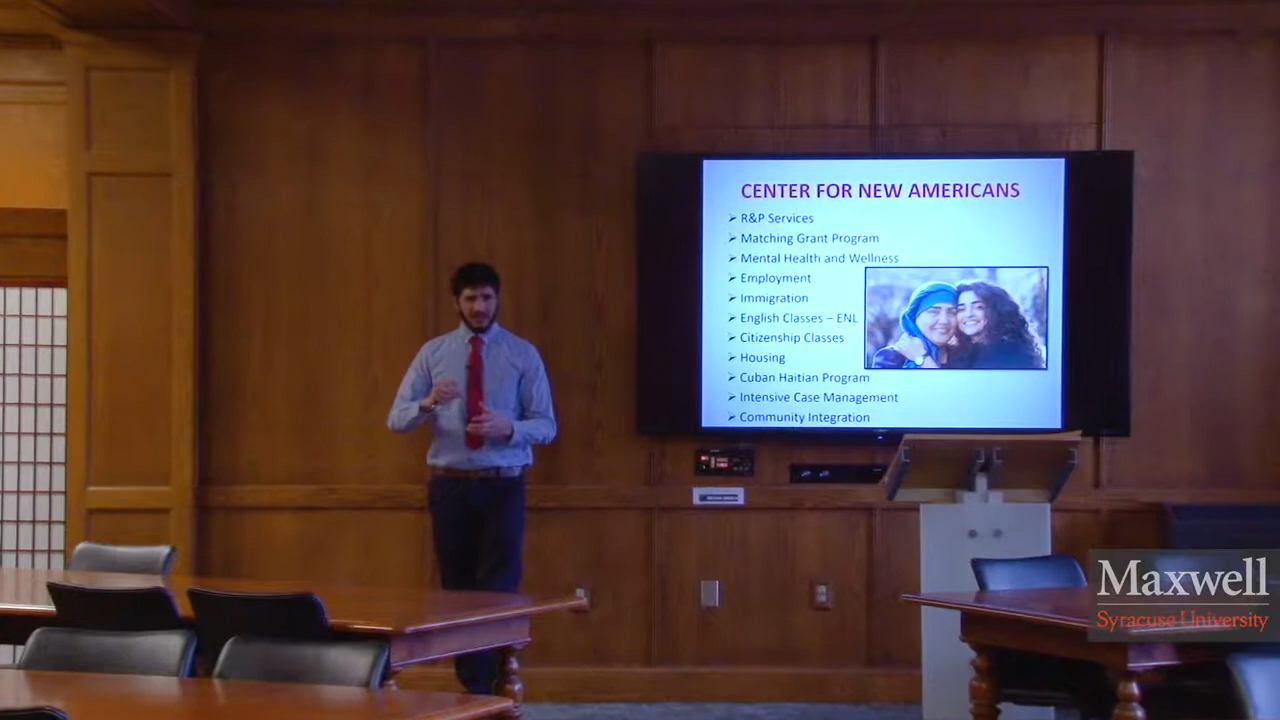 CENTER FOR NEW AMERICANS
➢ R&P Services
➢ Matching Grant Program
➢ Mental Health and Wellness
➢ Employment
➢ Immigration
➢ English Classes – ENL
➢ Citizenship Classes
➢ Housing
➢ Cuban Haitian Program
➢ Intensive Case Management
➢ Community Integration
Maxwell
Syracuse University